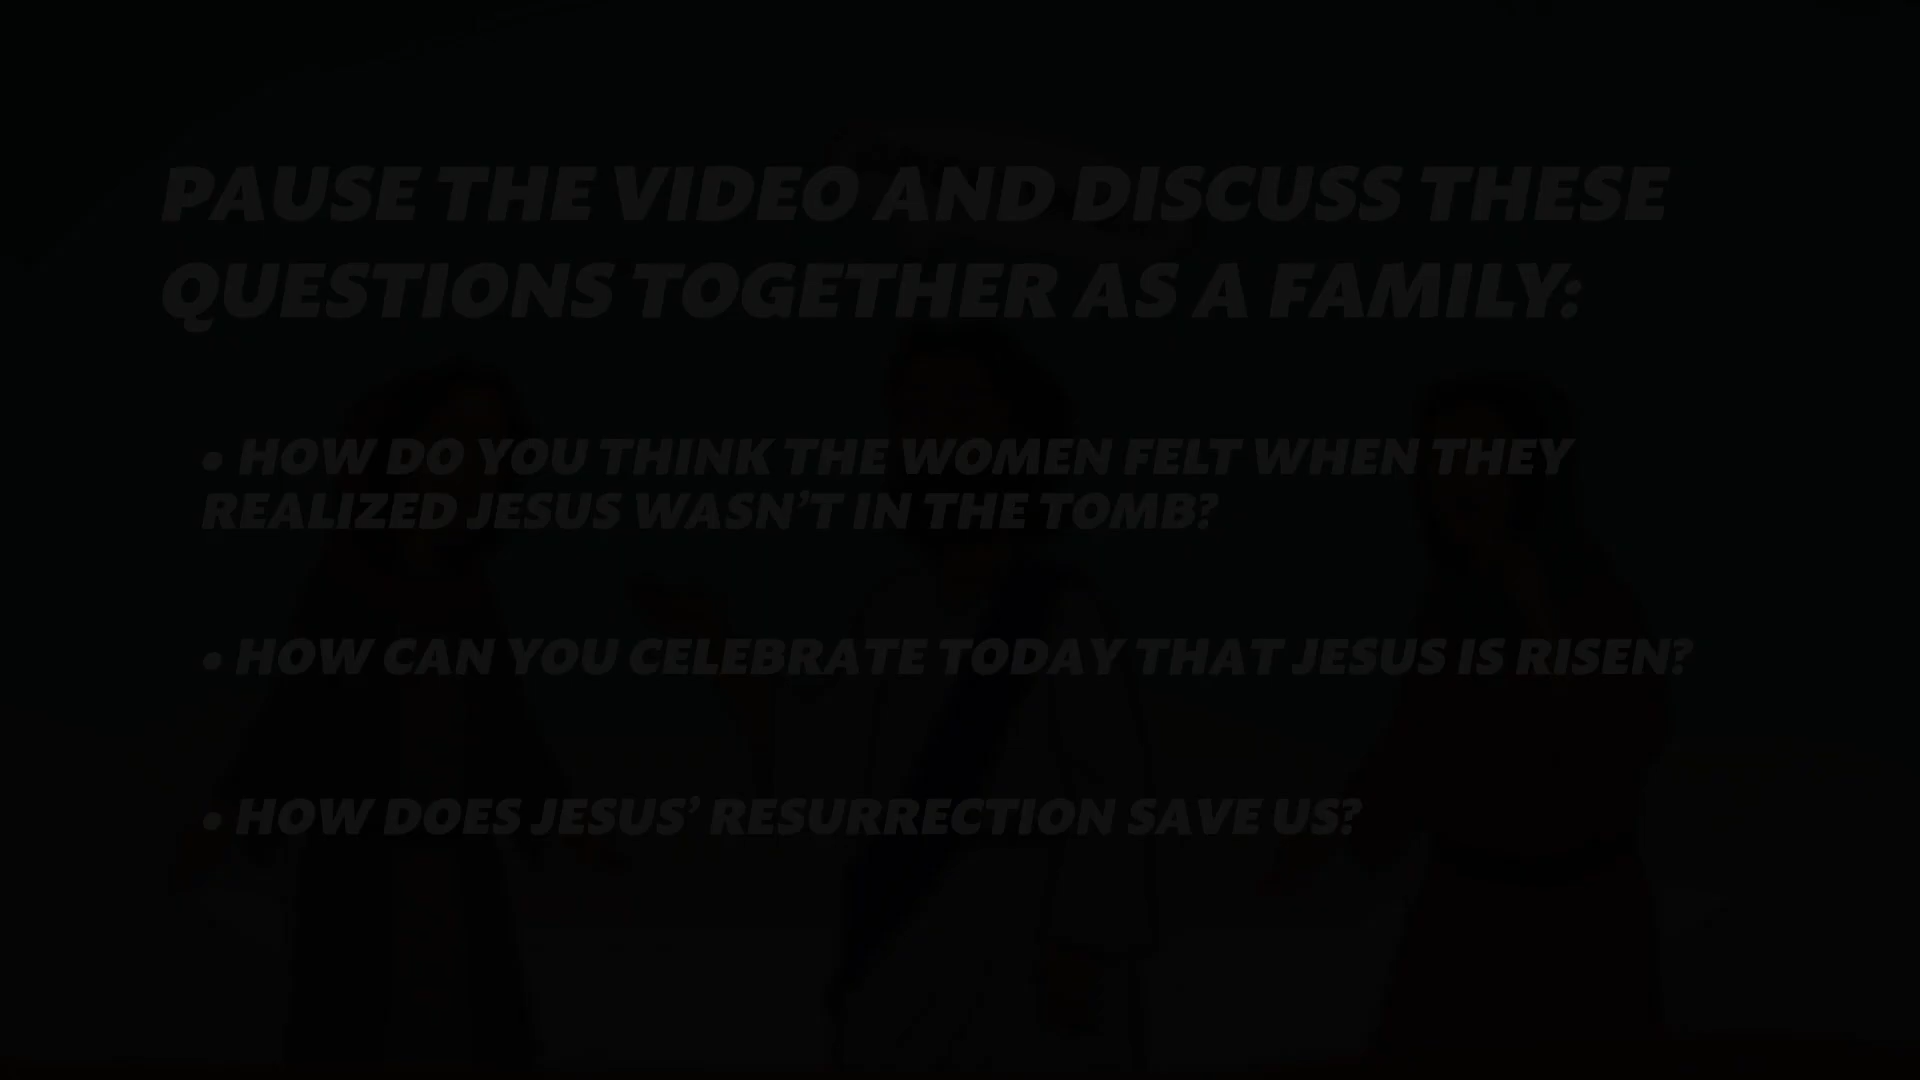 PAUSE THE VIDEO AND DISCUSS THESE
QUESTIONS TOGETHER AS A FAMILY:
• HOW DO YOU THINK THE WOMEN FELT WHEN THEY
REALIZED JESUS WASN’T IN THE TOMB?
• HOW CAN YOU CELEBRATE TODAY THAT JESUS IS RISEN?
• HOW DOES JESUS’ RESURRECTION SAVE US?